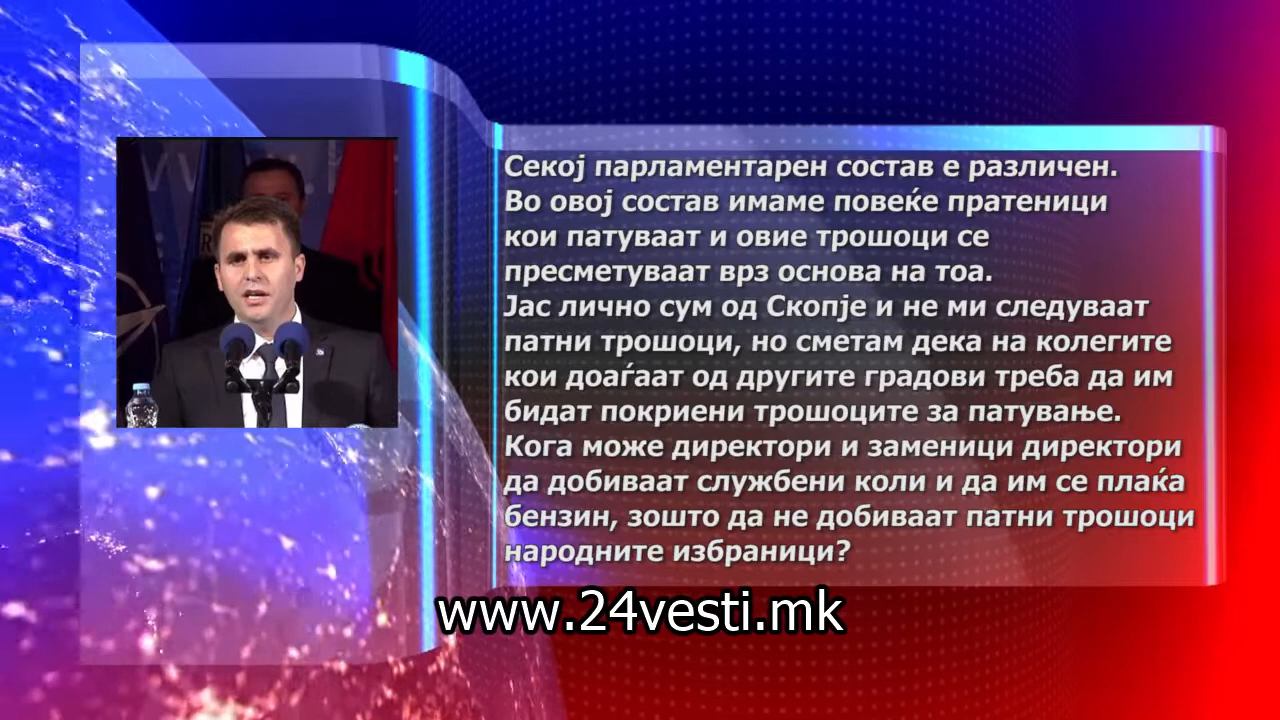 Секој парламентарен состав е различен.
Во овој состав имаме повеќе пратеници
кои патуваат и овие трошоци се
пресметуваат врз основа на тоа.
Јас лично сум од Скопје и не ми следуваат
патни трошоци, но сметам дека на колегите
кои доаѓаат од другите градови треба да им
бидат покриени трошоците за патување.
Кога може директори и заменици директори
да добиваат службени коли и да им се плаќа
бензин, зошто да не добиваат патни трошоци
народните избраници?
www.24vesti.mk